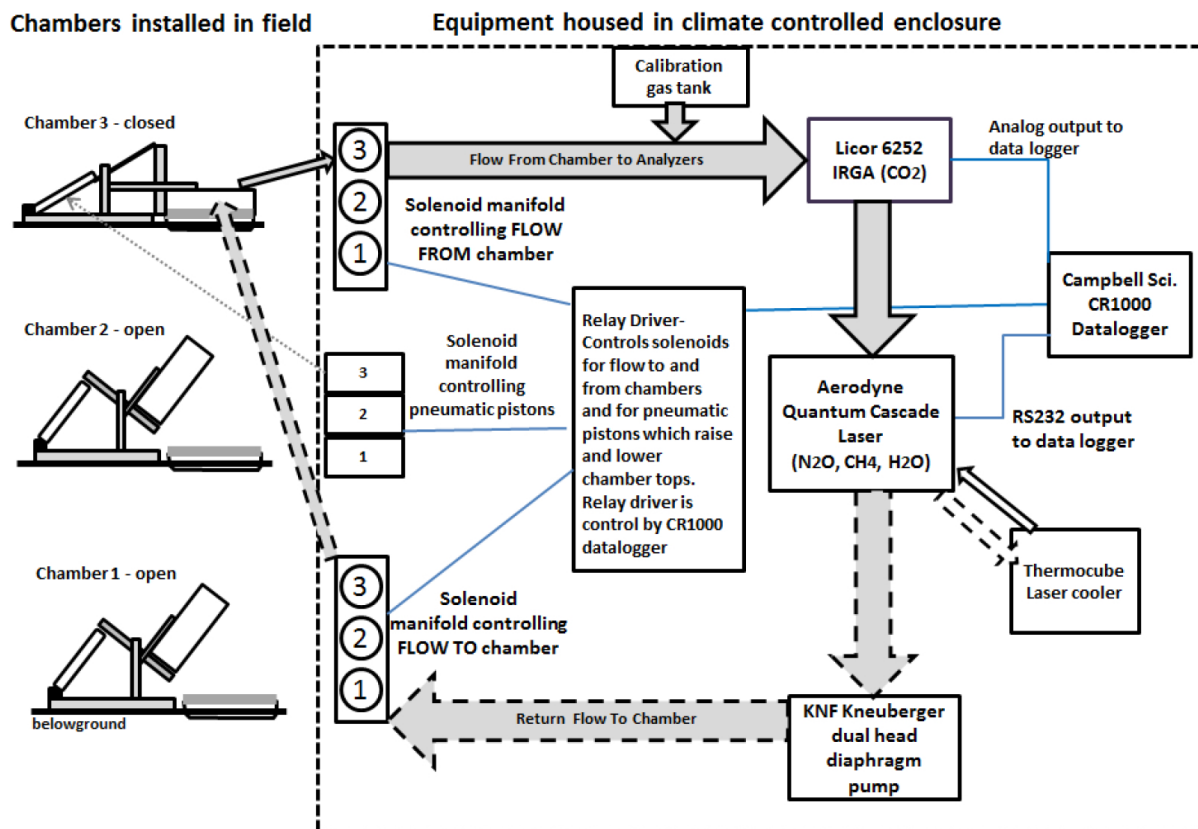 Chambers installed in field
Equipment housed in climate controlled enclosure
Calibration
gas tank
Chamber 3 - closed
3
2
1
Flow From Chamber to Analyzers
Licor 6252
IRGA (CO2)
Analog output to
data logger
Solenoid manifold
controlling FLOW
FROM chamber
Campbell Sci.
CR1000
Datalogger
Chamber 2 - open
3
2
1
Solenoid
manifold
controlling
pneumatic pistons
Relay Driver-
Controls solenoids
for flow to and
from chambers
and for pneumatic
pistons which raise
and lower
chamber tops.
Relay driver is
control by CR1000
datalogger
Aerodyne
Quantum Cascade
Laser
(N2O, CH4, H2O)
RS232 output
to data logger
Thermocube
Laser cooler
Chamber 1 - open
belowground
3
2
1
Solenoid
manifold controlling
FLOW TO chamber
Return Flow To Chamber
KNF Kneuberger
dual head
diaphragm
pump